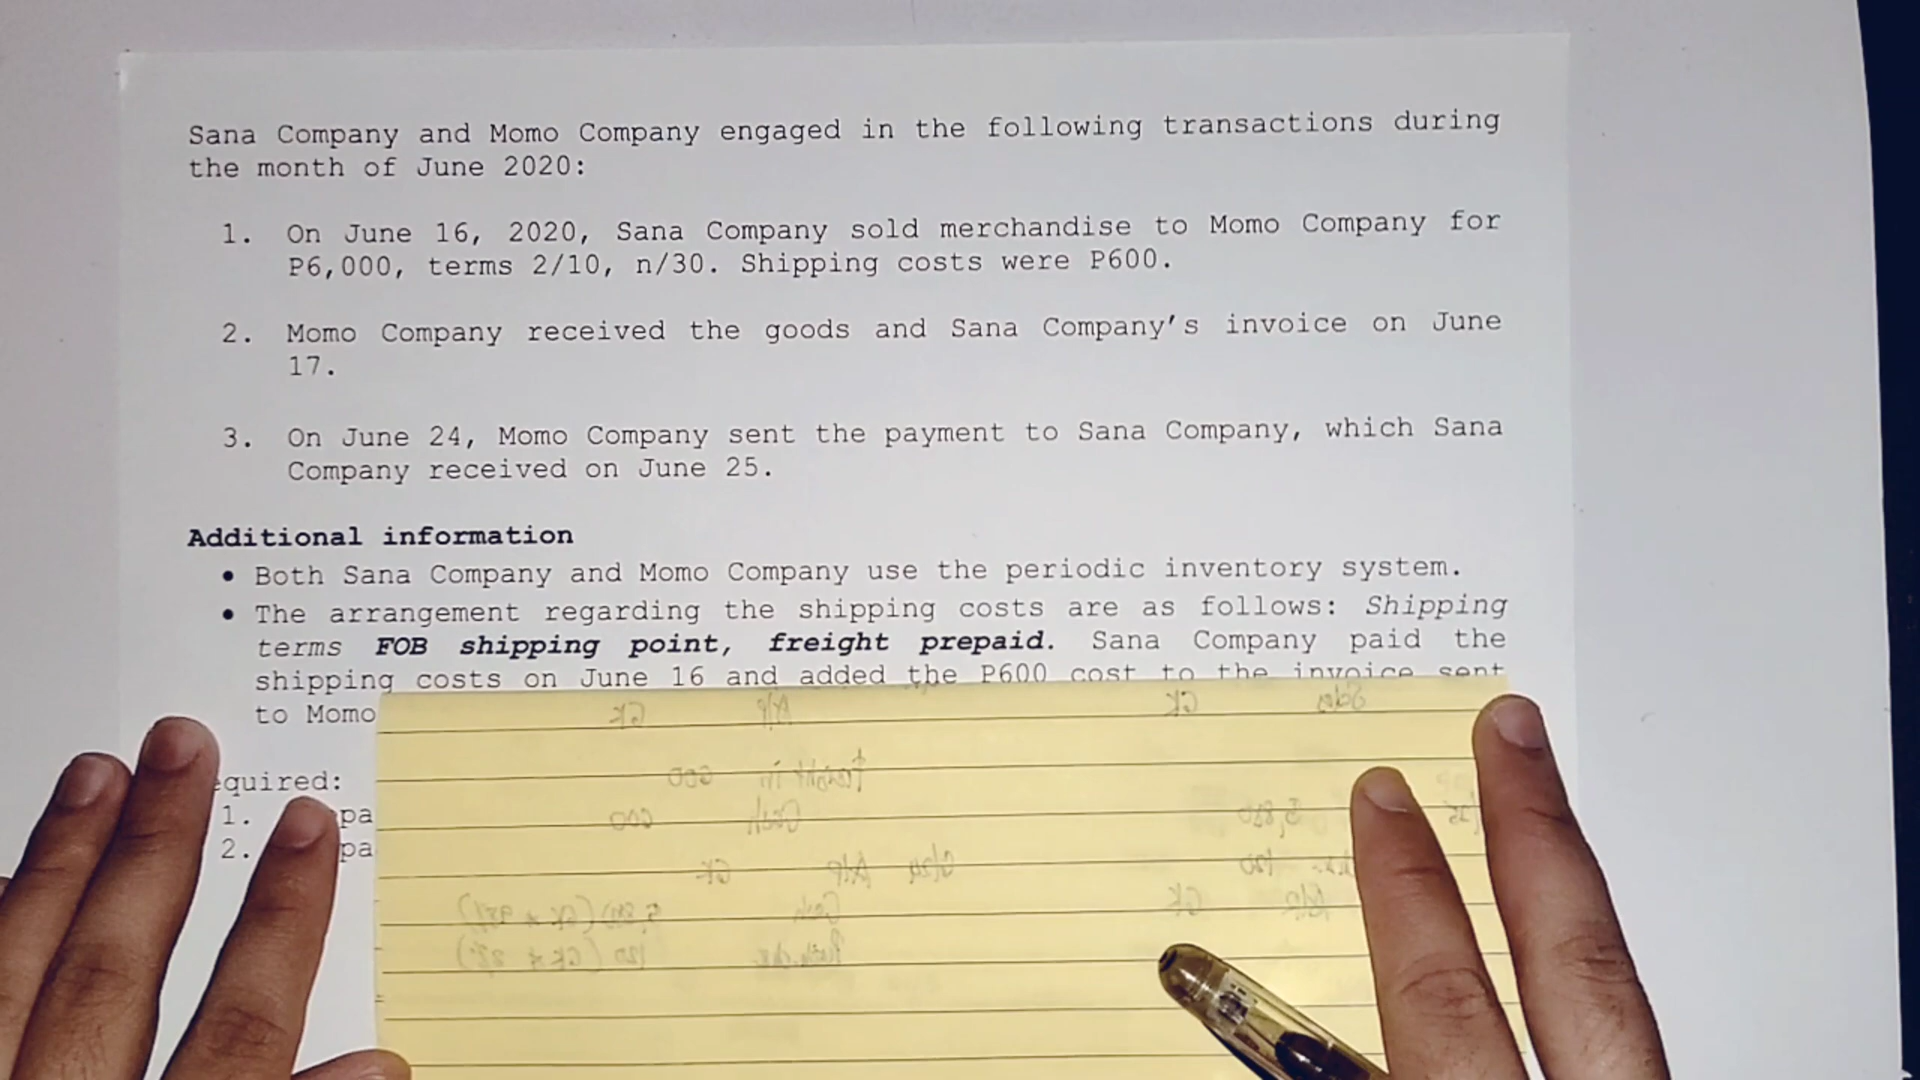 Sana Company and Momo Company engaged in the following transactions during
the month of June 2020:
1. On June 16, 2020, Sana Company sold merchandise to Momo Company for
P6,000, terms 2/10, n/30. Shipping costs were P600.
2. Momo Company received the goods and Sana Company's invoice on June
17.
3. On June 24, Momo Company sent the payment to Sana Company, which Sana
Company received on June 25.
Additional information
• Both Sana Company and Momo Company use the periodic inventory system.
• The arrangement regarding the shipping costs are as follows: Shipping
terms FOB shipping point, freight prepaid. Sana Company paid the
shipping costs on June 16 and added the P600 cost to the invoice sent
to Momo
equired:
1. pa
2. pa